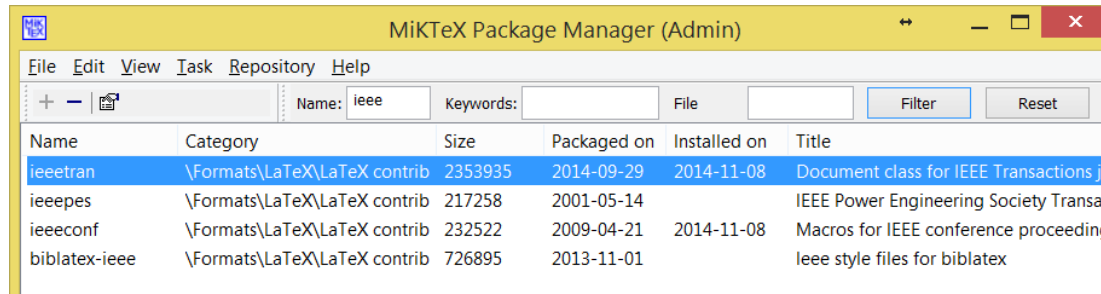 MiKTeX Package Manager (Admin)
File Edit View Task Repository Help
Name: ieee Keywords: File Filter Reset
Name Category Size Packaged on Installed on Title
ieeetran \Formats\LaTeX\LaTeX contrib 2353935 2014-09-29 2014-11-08 Document class for IEEE Transactions j
ieeepes \Formats\LaTeX\LaTeX contrib 217258 2001-05-14 IEEE Power Engineering Society Transa
ieeeconf \Formats\LaTeX\LaTeX contrib 232522 2009-04-21 2014-11-08 Macros for IEEE conference proceeding
biblatex-ieee \Formats\LaTeX\LaTeX contrib 726895 2013-11-01 Ieee style files for biblatex